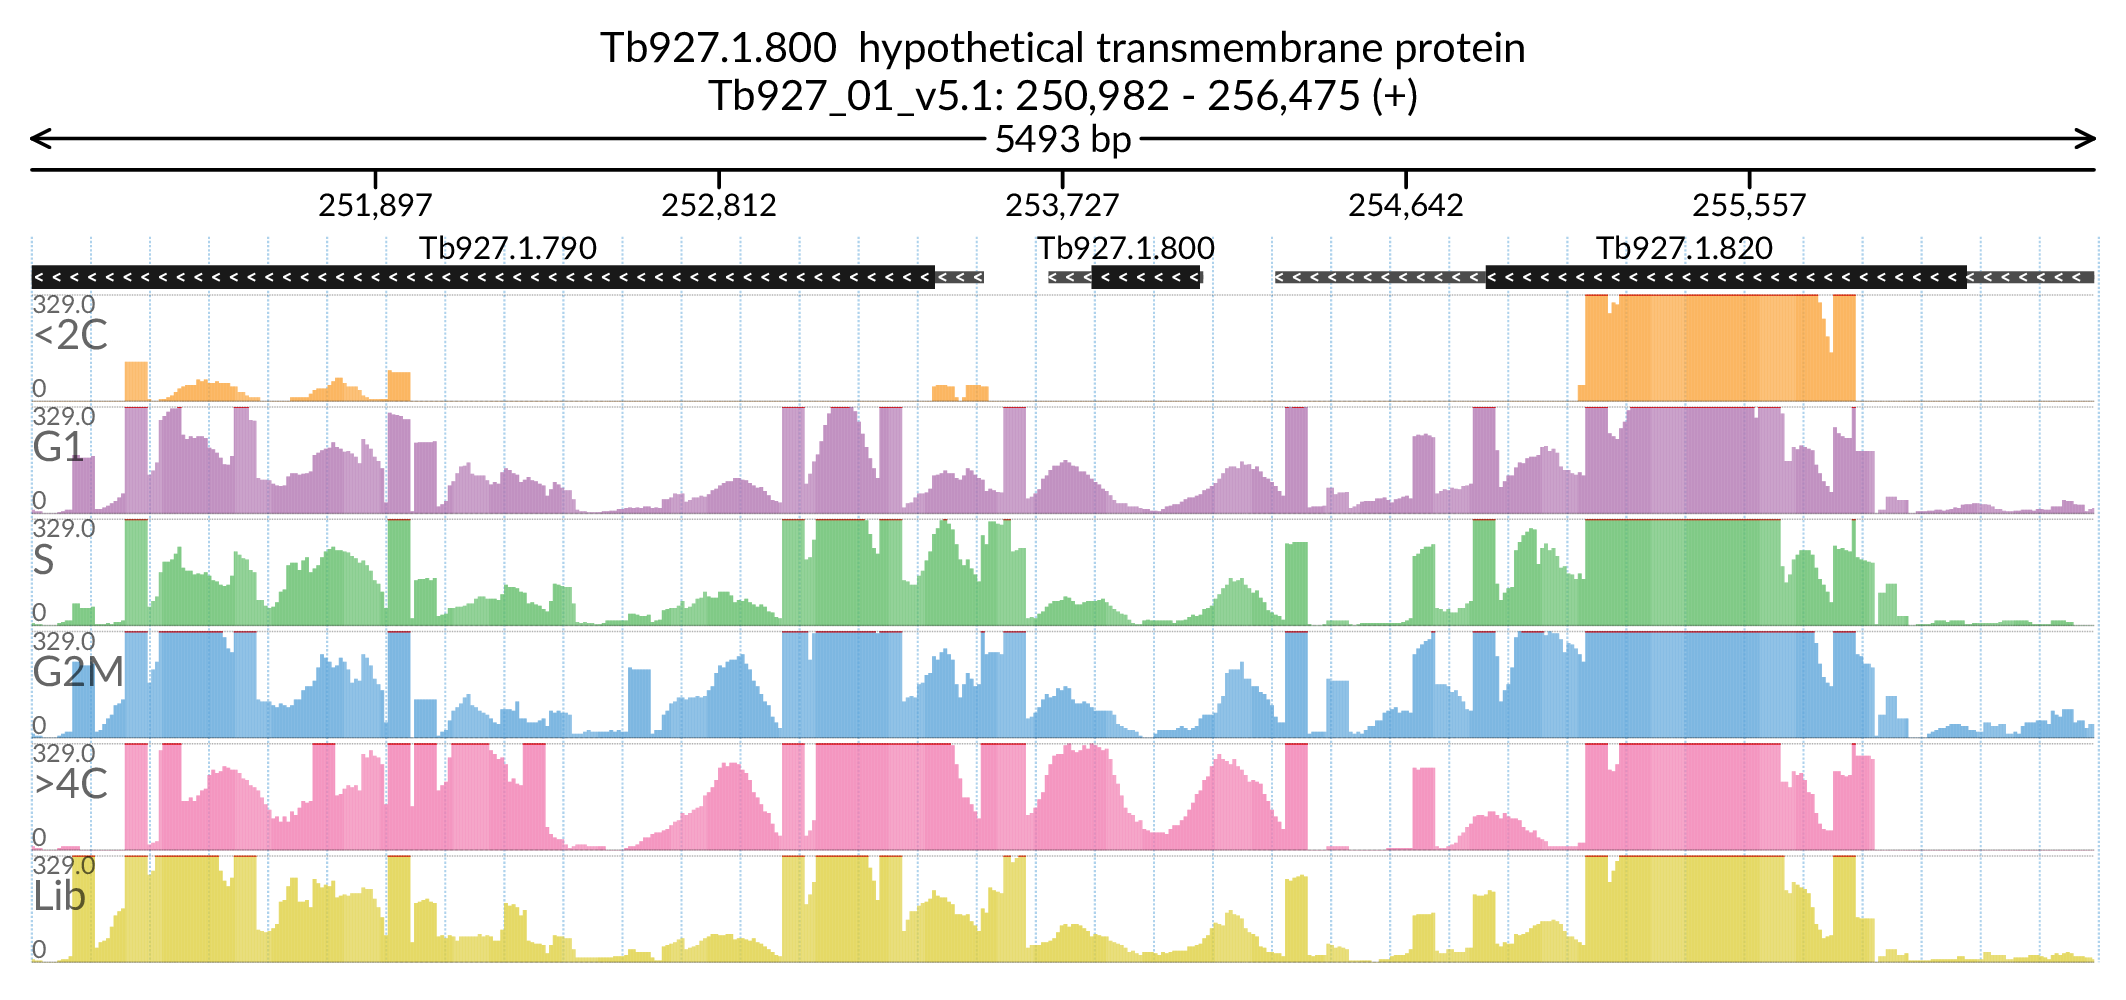 Tb927.1.800  hypothetical transmembrane protein
Tb927_01_v5.1: 250,982 - 256,475 (+)
5493 bp
251,897 252,812 253,727 254,642 255,557
Tb927.1.790 Tb927.1.800 Tb927.1.820
329.0
<2C
0
329.0
G1
0
329.0
S
0
329.0
G2M
0
329.0
>4C
0
329.0
Lib
0